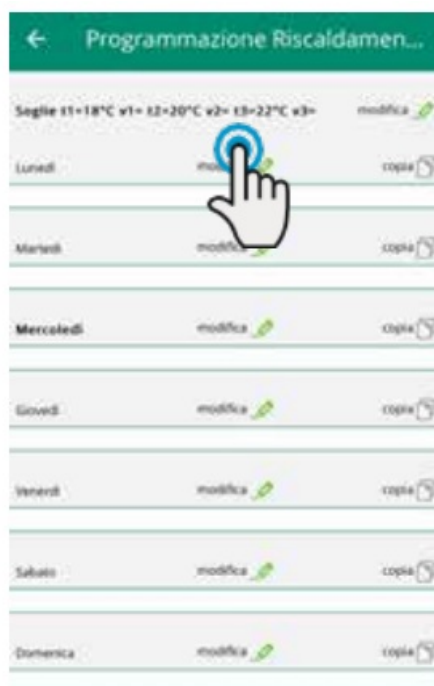 Programmazione Riscaldamen...
Soglie t1=18°C v1= t2=20°C v2= t3=22°C v3= modifica
Lunedì copia
Martedì modifica copia
Mercoledì modifica copia
Giovedì modifica copia
Venerdì modifica copia
Sabato modifica copia
Domenica modifica copia